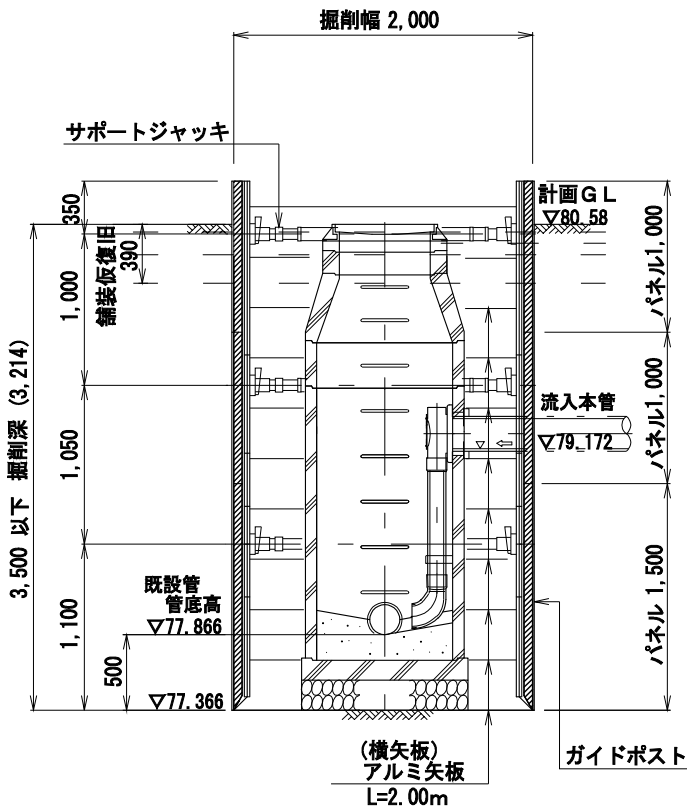 掘削幅 2,000
サポートジャッキ
計画GL
▽80.58
350
舗装仮復旧
390
1,000
パネル1,000
3,500 以下 掘削深 (3,214)
流入本管
▽79.172
パネル1,000
1,050
既設管
管底高
▽77.866
1,100
パネル 1,500
500
▽77.366
(横矢板)
アルミ矢板
L=2.00m
ガイドポスト